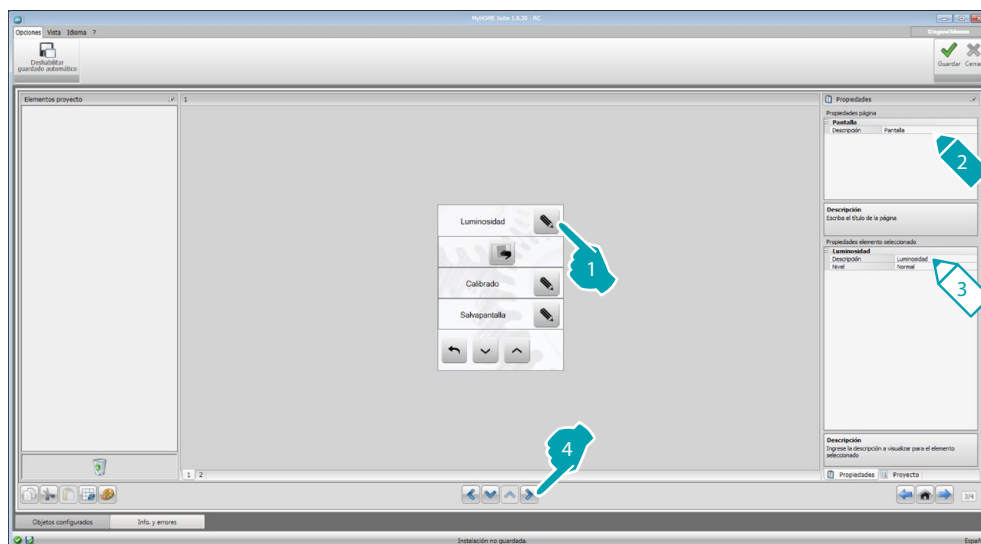 MyHOME Suite 1.0.30 - RC
Opciones Vista Idioma ?
Deshabilitar
guardado automático
Guardar Cerrar
Elementos proyecto
1
Luminosidad
Calibrado
Salvapantalla
1
4
1 2
Propiedades
Propiedades página
Pantalla
Descripción Pantalla
2
Descripción
Escriba el título de la página
Propiedades elemento seleccionado
Luminosidad
Descripción Luminosidad
Nivel Normal
3
Descripción
Ingrese la descripción a visualizar para el elemento
seleccionado
Propiedades Proyecto
3/4
Objetos configurados Info. y errores
Instalación no guardada.
Españ